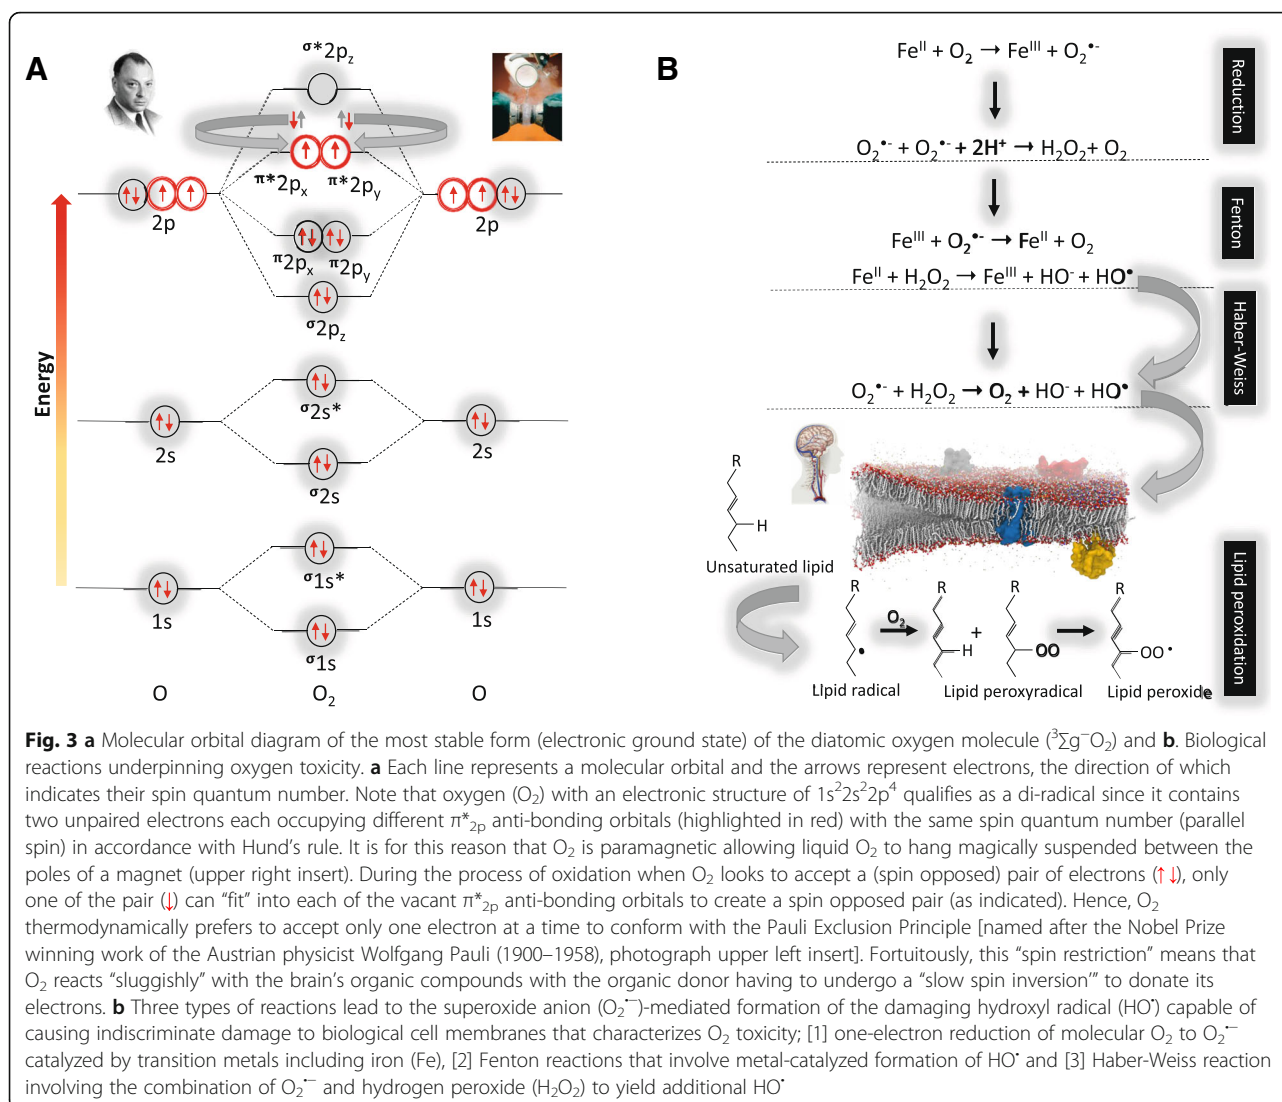 A
σ*2pz
π*2px π*2py
2p
2p
π2px π2py
σ2pz
Energy
σ2s*
2s
2s
σ2s
σ1s*
1s
1s
σ1s
O
O₂
O
B
Feᴵᴵ + O₂ → Feᴵᴵᴵ + O₂•⁻
Reduction
O₂•⁻ + O₂•⁻ + 2H⁺ → H₂O₂+ O₂
Fenton
Feᴵᴵᴵ + O₂•⁻ → Feᴵᴵ + O₂
Feᴵᴵ + H₂O₂ → Feᴵᴵᴵ + HO⁻ + HO•
Haber-Weiss
O₂•⁻ + H₂O₂ → O₂ + HO⁻ + HO•
R
H
Unsaturated lipid
Lipid peroxidation
R
O₂
R
H
+
R
OO
R
OO •
LIpid radical
Lipid peroxyradical
Lipid peroxide
Fig. 3 a Molecular orbital diagram of the most stable form (electronic ground state) of the diatomic oxygen molecule (³∑g⁻O₂) and b. Biological
reactions underpinning oxygen toxicity. a Each line represents a molecular orbital and the arrows represent electrons, the direction of which
indicates their spin quantum number. Note that oxygen (O₂) with an electronic structure of 1s²2s²2p⁴ qualifies as a di-radical since it contains
two unpaired electrons each occupying different π*₂p anti-bonding orbitals (highlighted in red) with the same spin quantum number (parallel
spin) in accordance with Hund's rule. It is for this reason that O₂ is paramagnetic allowing liquid O₂ to hang magically suspended between the
poles of a magnet (upper right insert). During the process of oxidation when O₂ looks to accept a (spin opposed) pair of electrons (↑↓), only
one of the pair (↓) can “fit” into each of the vacant π*₂p anti-bonding orbitals to create a spin opposed pair (as indicated). Hence, O₂
thermodynamically prefers to accept only one electron at a time to conform with the Pauli Exclusion Principle [named after the Nobel Prize
winning work of the Austrian physicist Wolfgang Pauli (1900–1958), photograph upper left insert]. Fortuitously, this “spin restriction” means that
O₂ reacts “sluggishly” with the brain's organic compounds with the organic donor having to undergo a “slow spin inversion'” to donate its
electrons. b Three types of reactions lead to the superoxide anion (O₂•⁻)-mediated formation of the damaging hydroxyl radical (HO•) capable of
causing indiscriminate damage to biological cell membranes that characterizes O₂ toxicity; [1] one-electron reduction of molecular O₂ to O₂•⁻
catalyzed by transition metals including iron (Fe), [2] Fenton reactions that involve metal-catalyzed formation of HO• and [3] Haber-Weiss reaction
involving the combination of O₂•⁻ and hydrogen peroxide (H₂O₂) to yield additional HO•